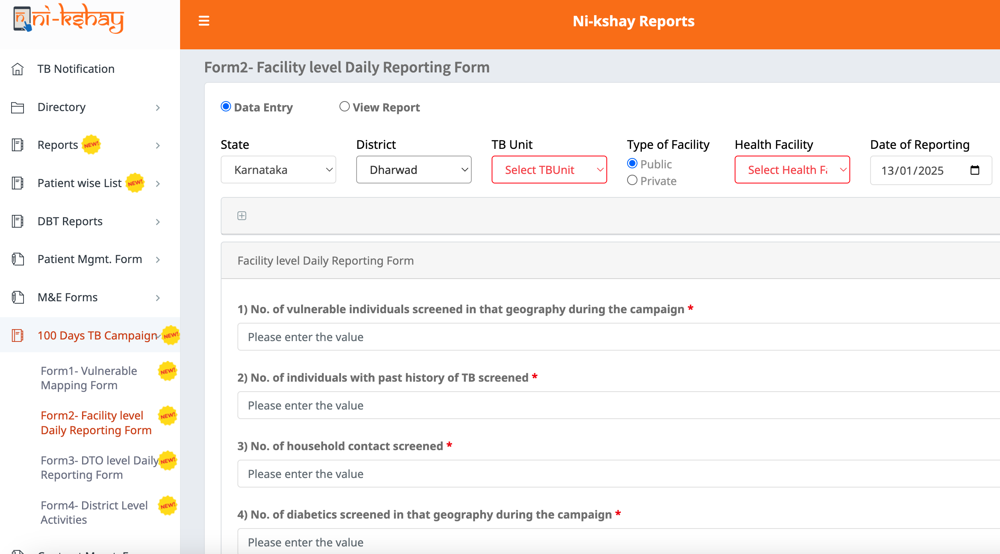 ni-kshay
Ni-kshay Reports
TB Notification
Directory
Reports NEW!
Patient wise List NEW!
DBT Reports
Patient Mgmt. Form
M&E Forms
100 Days TB Campaign NEW!
Form1- Vulnerable NEW!
Mapping Form
Form2- Facility level NEW!
Daily Reporting Form
Form3- DTO level Daily NEW!
Reporting Form
Form4- District Level NEW!
Activities
Form2- Facility level Daily Reporting Form
Data Entry View Report
State District TB Unit Type of Facility Health Facility Date of Reporting
Karnataka Dharwad Select TBUnit Public Select Health Fa 13/01/2025
Private
Facility level Daily Reporting Form
1) No. of vulnerable individuals screened in that geography during the campaign *
Please enter the value
2) No. of individuals with past history of TB screened *
Please enter the value
3) No. of household contact screened *
Please enter the value
4) No. of diabetics screened in that geography during the campaign *
Please enter the value